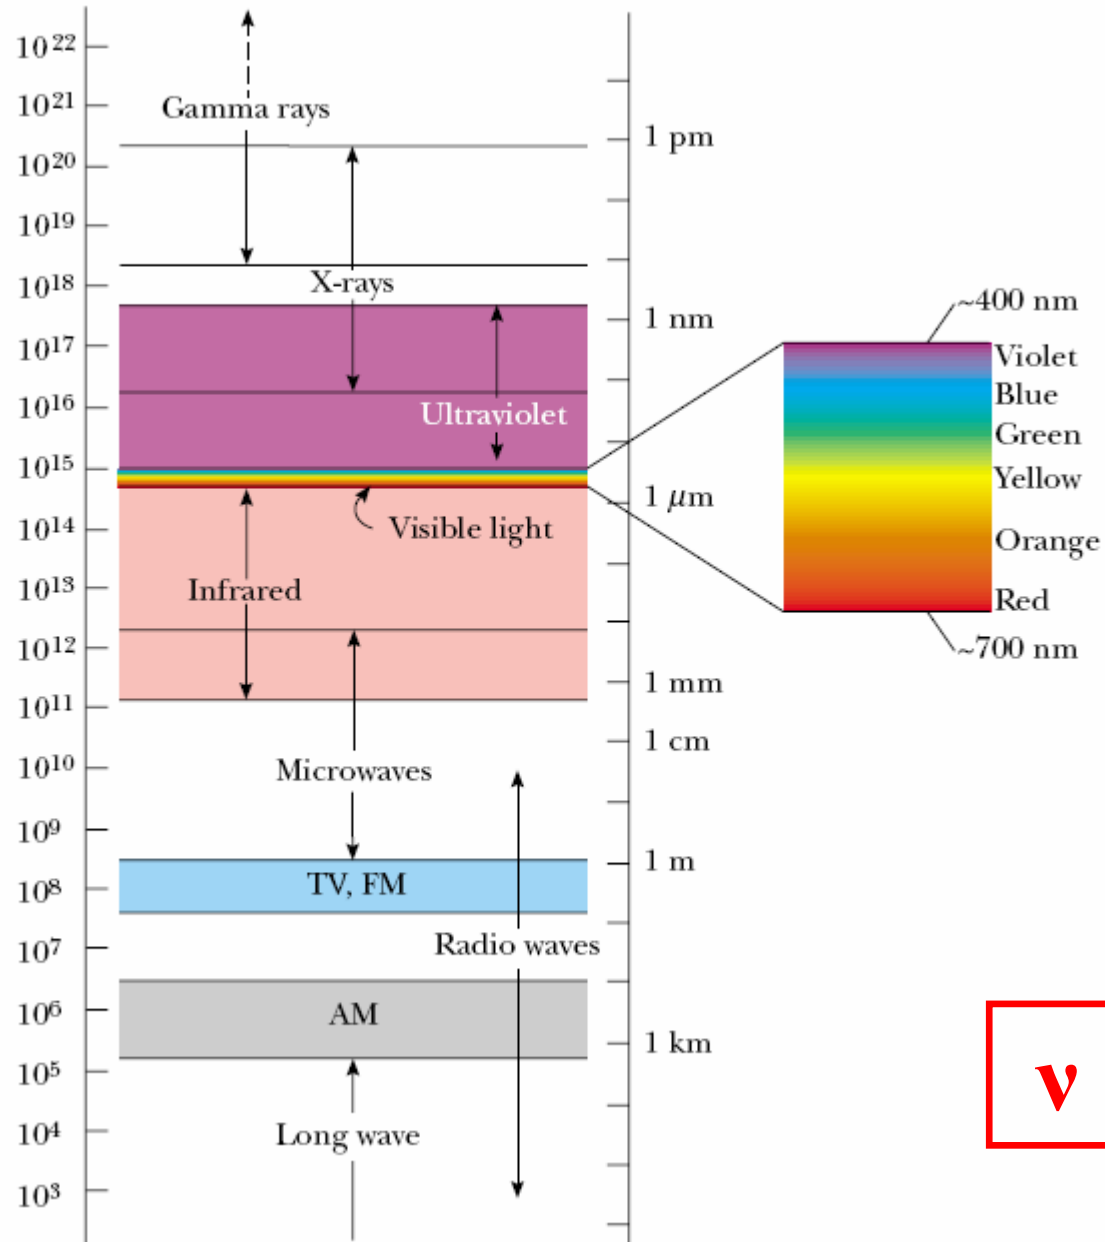 10²²
10²¹
Gamma rays
10²⁰
1 pm
10¹⁹
10¹⁸
X-rays
~400 nm
1 nm
10¹⁷
Violet
Blue
10¹⁶
Ultraviolet
Green
10¹⁵
Yellow
1 μm
10¹⁴
Visible light
Orange
10¹³
Infrared
Red
10¹²
~700 nm
1 mm
10¹¹
1 cm
10¹⁰
Microwaves
10⁹
1 m
10⁸
TV, FM
10⁷
Radio waves
10⁶
AM
1 km
10⁵
ν
10⁴
Long wave
10³